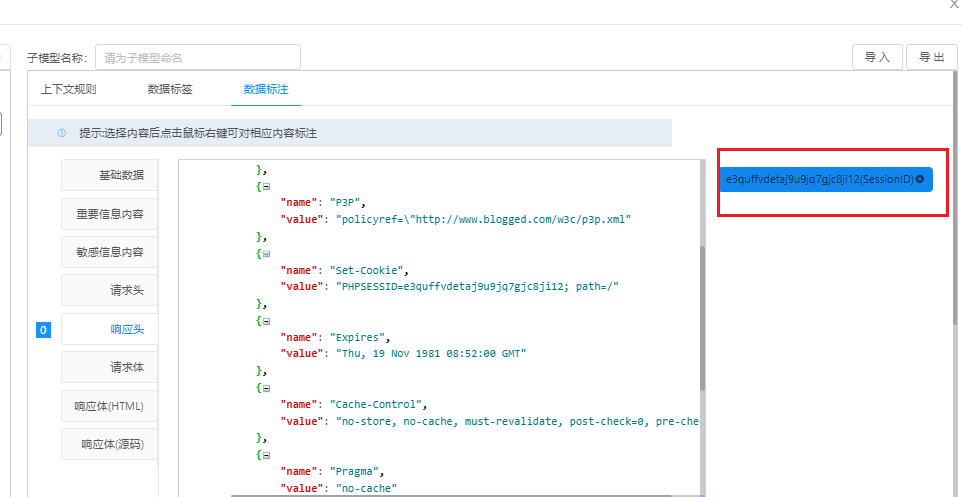 X
子模型名称： 请为子模型命名 导 入 导 出
上下文规则 数据标签 数据标注
提示:选择内容后点击鼠标右键可对相应内容标注
基础数据
重要信息内容
敏感信息内容
请求头
0 响应头
请求体
响应体(HTML)
响应体(源码)
},
{
"name": "P3P",
"value": "policyref=\"http://www.blogged.com/w3c/p3p.xml"
},
{
"name": "Set-Cookie",
"value": "PHPSESSID=e3quffvdetaj9u9jq7gjc8ji12; path=/"
},
{
"name": "Expires",
"value": "Thu, 19 Nov 1981 08:52:00 GMT"
},
{
"name": "Cache-Control",
"value": "no-store, no-cache, must-revalidate, post-check=0, pre-che
},
{
"name": "Pragma",
"value": "no-cache"
e3quffvdetaj9u9jq7gjc8ji12(SessionID)